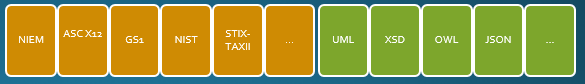 NIEM
ASC X12
GS1
NIST
STIX-
TAXII
...
UML
XSD
OWL
JSON
...